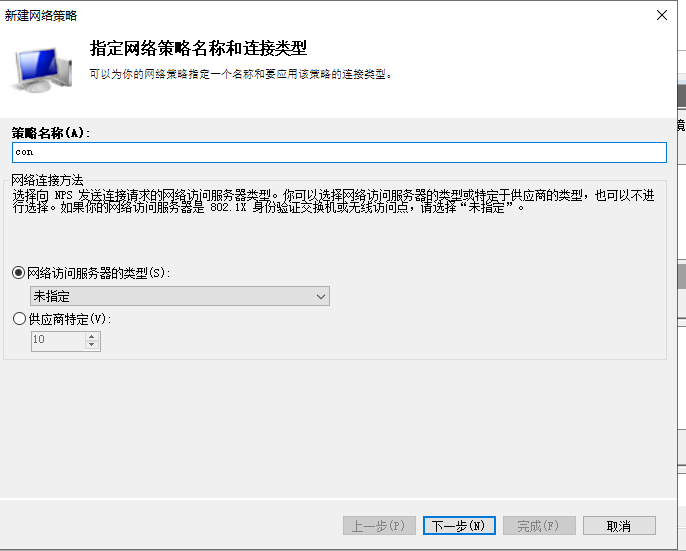 新建网络策略
指定网络策略名称和连接类型
可以为你的网络策略指定一个名称和要应用该策略的连接类型。
策略名称(A):
con
网络连接方法
选择向 NPS 发送连接请求的网络访问服务器类型。你可以选择网络访问服务器的类型或特定于供应商的类型，也可以不进
行选择。如果你的网络访问服务器是 802.1X 身份验证交换机或无线访问点，请选择“未指定”。
网络访问服务器的类型(S):
未指定
供应商特定(V):
10
上一步(P) 下一步(N) 完成(F) 取消